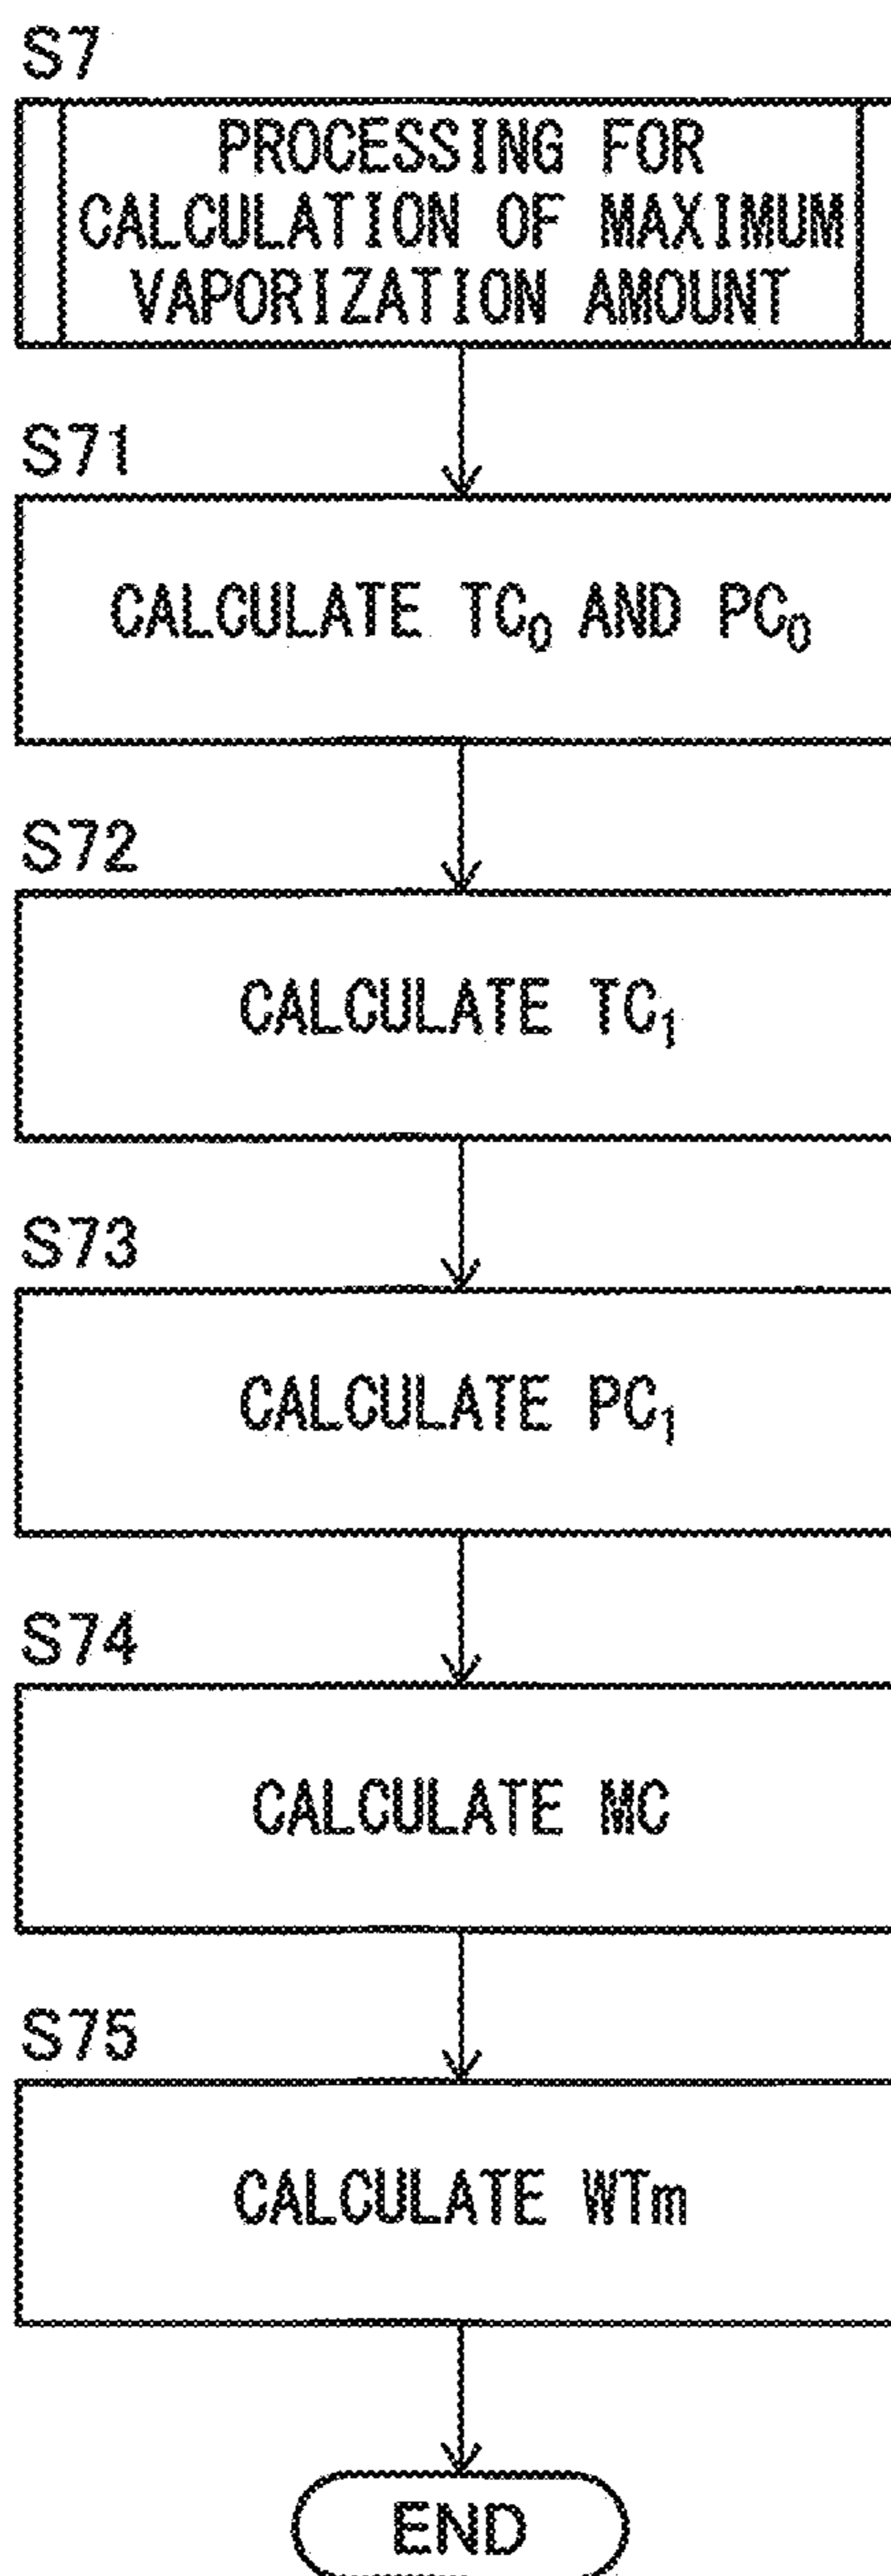 S7
PROCESSING FOR
CALCULATION OF MAXIMUM
VAPORIZATION AMOUNT
S71
CALCULATE TC₀ AND PC₀
S72
CALCULATE TC₁
S73
CALCULATE PC₁
S74
CALCULATE MC
S75
CALCULATE WTm
END